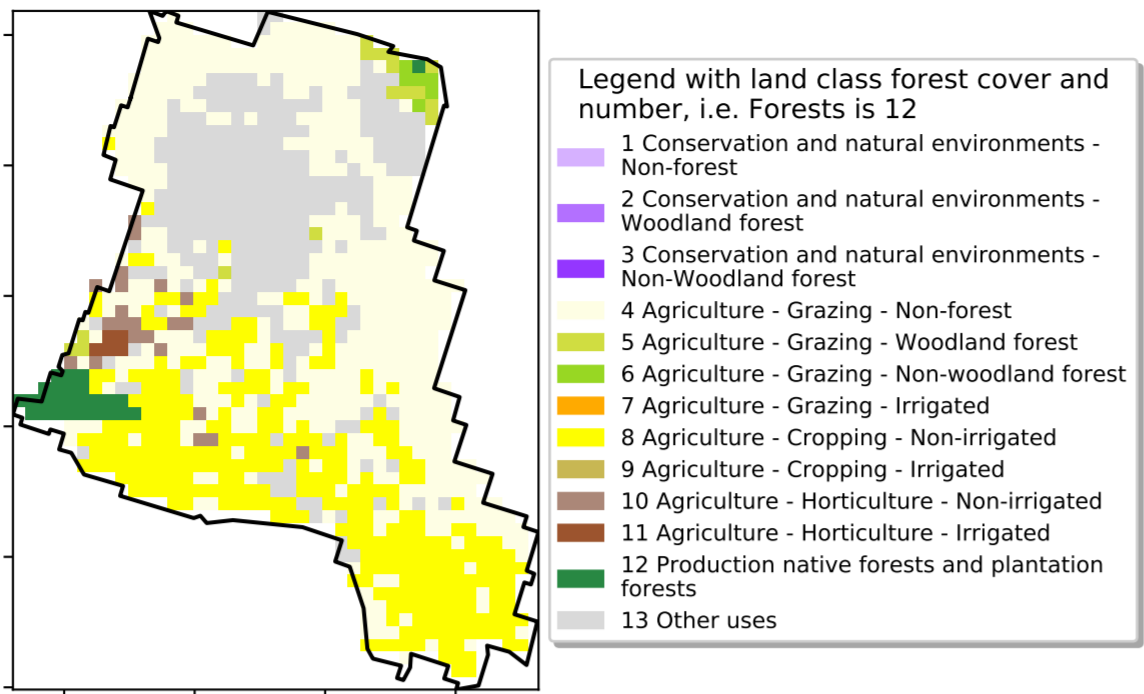 Legend with land class forest cover and
number, i.e. Forests is 12
1 Conservation and natural environments -
Non-forest
2 Conservation and natural environments -
Woodland forest
3 Conservation and natural environments -
Non-Woodland forest
4 Agriculture - Grazing - Non-forest
5 Agriculture - Grazing - Woodland forest
6 Agriculture - Grazing - Non-woodland forest
7 Agriculture - Grazing - Irrigated
8 Agriculture - Cropping - Non-irrigated
9 Agriculture - Cropping - Irrigated
10 Agriculture - Horticulture - Non-irrigated
11 Agriculture - Horticulture - Irrigated
12 Production native forests and plantation
forests
13 Other uses